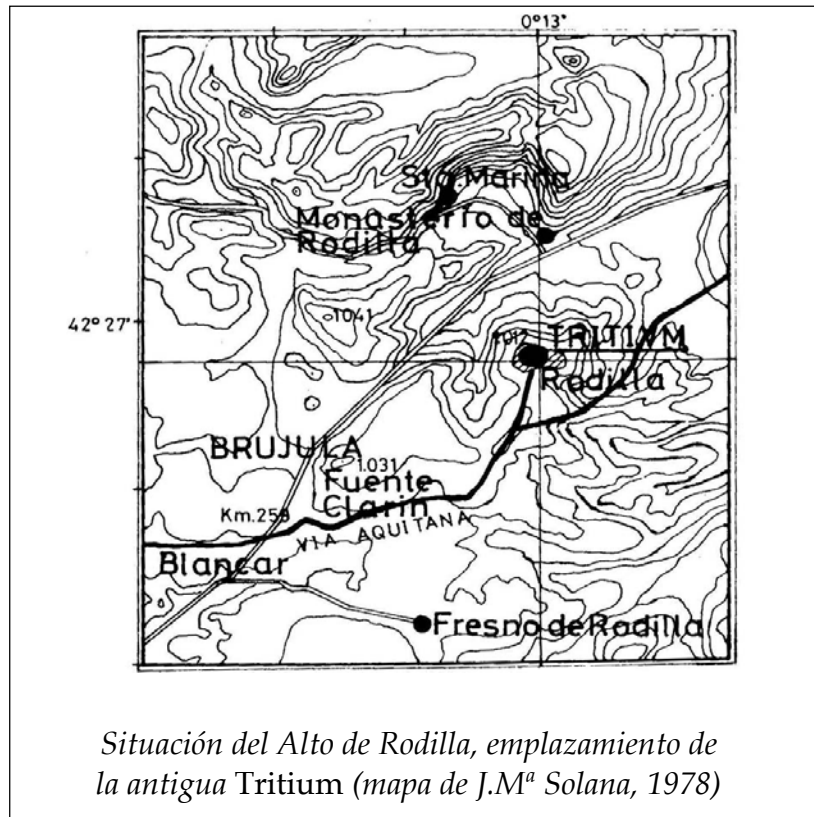 0°13'
Sta Marina
Monasterio de
Rodilla
42° 27'
1041
1017
TRITIVM
Rodilla
BRUJULA
1.031
Fuente
Clarin
Km.259
VIA AQUITANA
Blancar
Fresno de Rodilla
Situación del Alto de Rodilla, emplazamiento de
la antigua Tritium (mapa de J.Mª Solana, 1978)